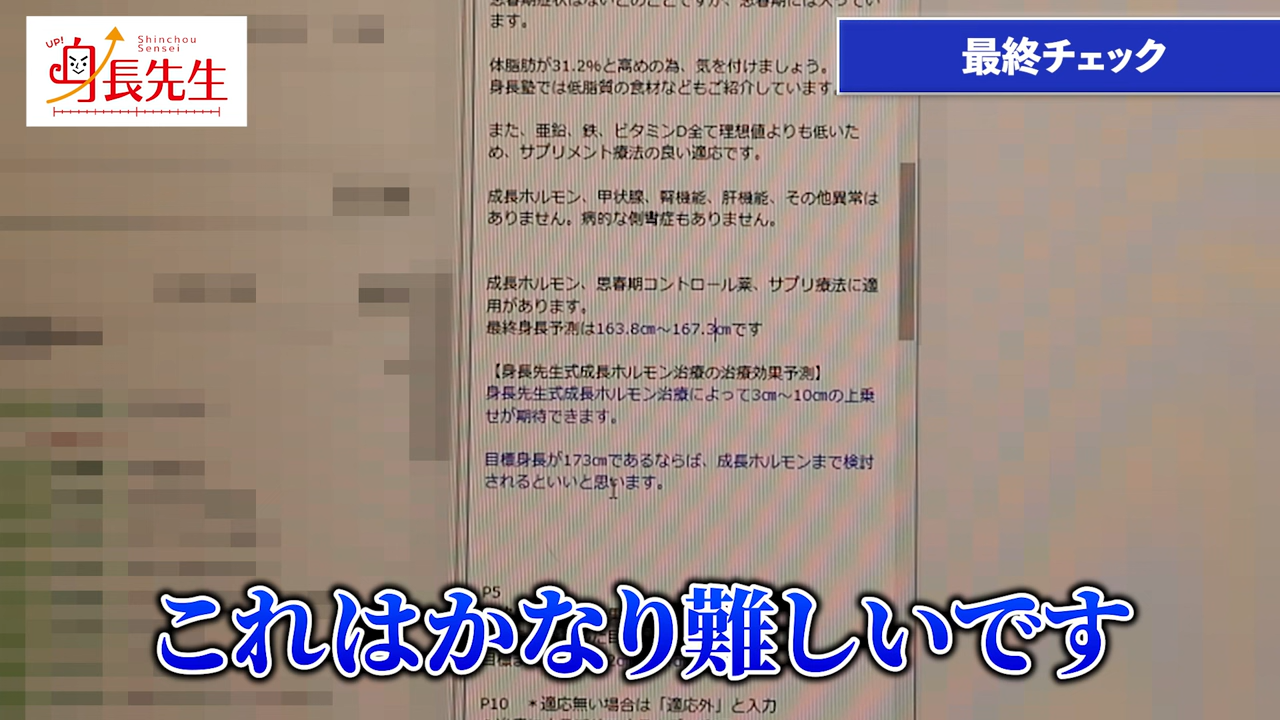 UP!
Shinchou
Sensei
身長先生
最終チェック
ます。
体脂肪が31.2%と高めの為、気を付けましょう。
身長塾では低脂質の食材などもご紹介しています。
また、亜鉛、鉄、ビタミンD全て理想値よりも低いた
め、サプリメント療法の良い適応です。
成長ホルモン、甲状腺、腎機能、肝機能、その他異常は
ありません。病的な側弯症もありません。
成長ホルモン、思春期コントロール薬、サプリ療法に適
用があります。
最終身長予測は163.8㎝～167.3㎝です
【身長先生式成長ホルモン治療の治療効果予測】
身長先生式成長ホルモン治療によって3㎝～10㎝の上乗
せが期待できます。
目標身長が173㎝であるならば、成長ホルモンまで検討
されるといいと思います。
P5
これはかなり難しいです
P10 ＊適応無い場合は「適応外」と入力